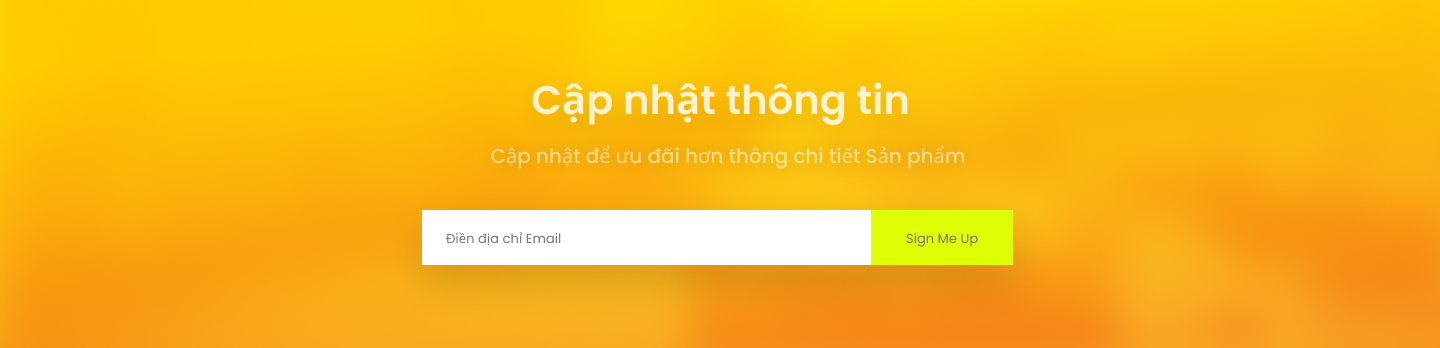 Cập nhật thông tin
Cập nhật để ưu đãi hơn thông chi tiết Sản phẩm
Điền địa chỉ Email
Sign Me Up